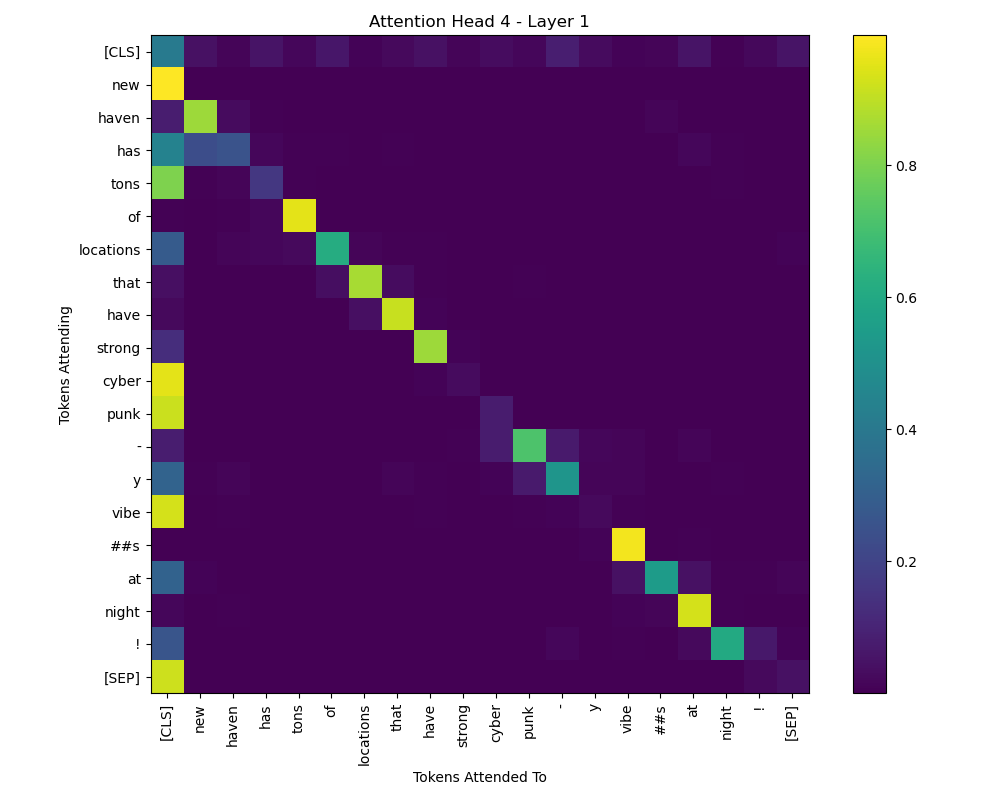 Attention Head 4 - Layer 1
Tokens Attending
[CLS]
new
haven
has
tons
of
locations
that
have
strong
cyber
punk
-
y
vibe
##s
at
night
!
[SEP]
[CLS]
new
haven
has
tons
of
locations
that
have
strong
cyber
punk
-
y
vibe
##s
at
night
!
[SEP]
Tokens Attended To
0.8
0.6
0.4
0.2